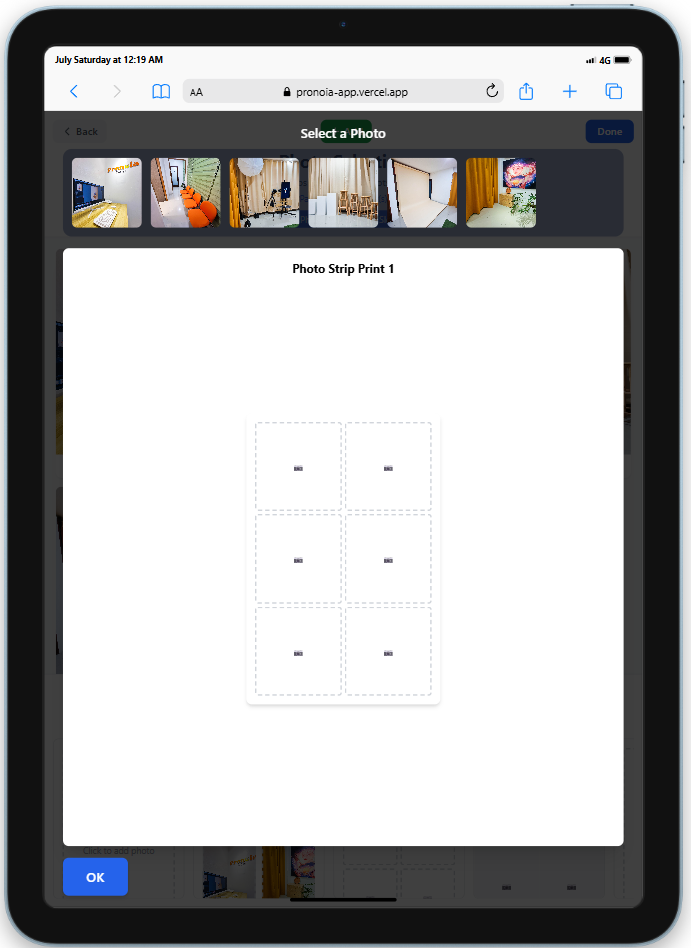 July Saturday at 12:19 AM
4G
AA
pronoia-app.vercel.app
Back
Select a Photo
Done
Photo Strip Print 1
Click to add photo
OK